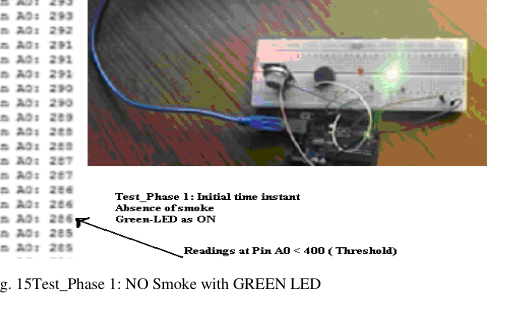 n A0: 293
n A0: 293
n A0: 292
n A0: 291
n A0: 291
n A0: 291
n A0: 290
n A0: 290
n A0: 289
n A0: 288
n A0: 288
n A0: 287
n A0: 287
n A0: 286
n A0: 286
n A0: 286
n A0: 285
n A0: 285
Test_Phase 1: Initial time instant
Absence of smoke
Green-LED as ON
Readings at Pin A0 < 400 ( Threshold)
g. 15Test_Phase 1: NO Smoke with GREEN LED